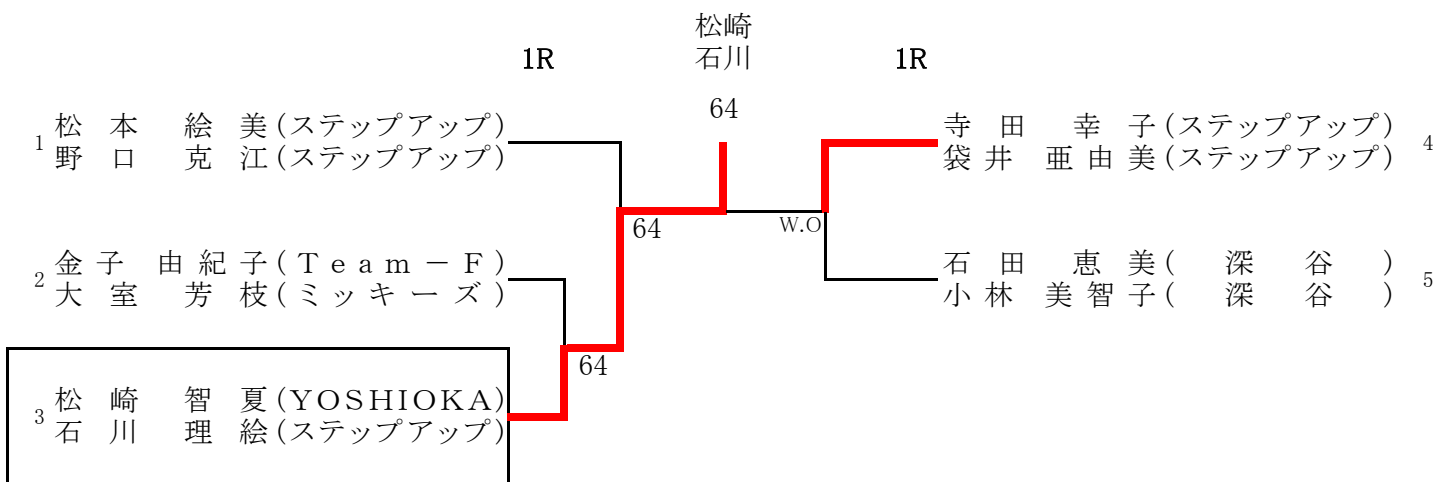 松崎
石川
1R
1R
64
1 松本 絵美(ステップアップ)
野口 克江(ステップアップ)
寺田 幸子(ステップアップ) 4
袋井 亜由美(ステップアップ)
64
W.O
2 金子 由紀子(Team－F)
大室 芳枝(ミッキーズ)
石田 恵美(深谷) 5
小林 美智子(深谷)
64
3 松崎 智夏(YOSHIOKA)
石川 理絵(ステップアップ)